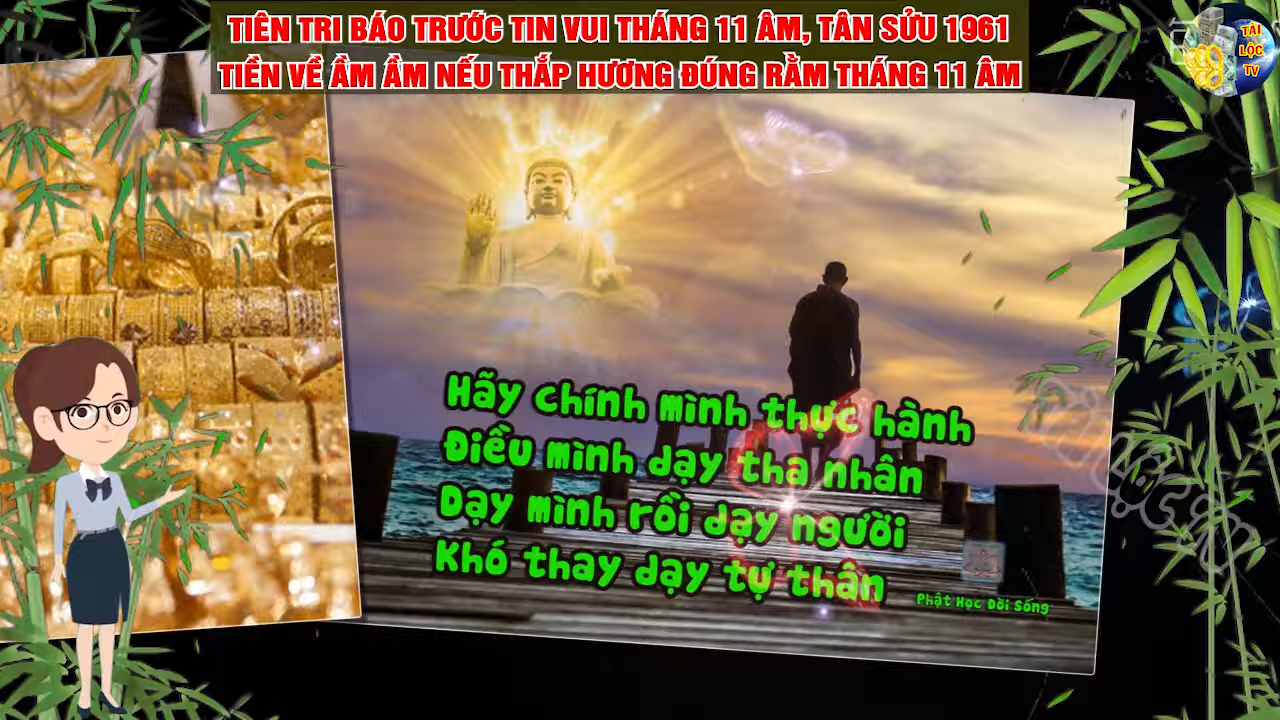 TIÊN TRI BÁO TRƯỚC TIN VUI THÁNG 11 ÂM, TÂN SỬU 1961
TIỀN VỀ ẦM ẦM NẾU THẮP HƯƠNG ĐÚNG RẰM THÁNG 11 ÂM
TÀI
LỘC
TV
Hãy chính mình thực hành
Điều mình dạy tha nhân
Dạy mình rồi dạy người
Khó thay dạy tự thân
Phật Học Đời Sống